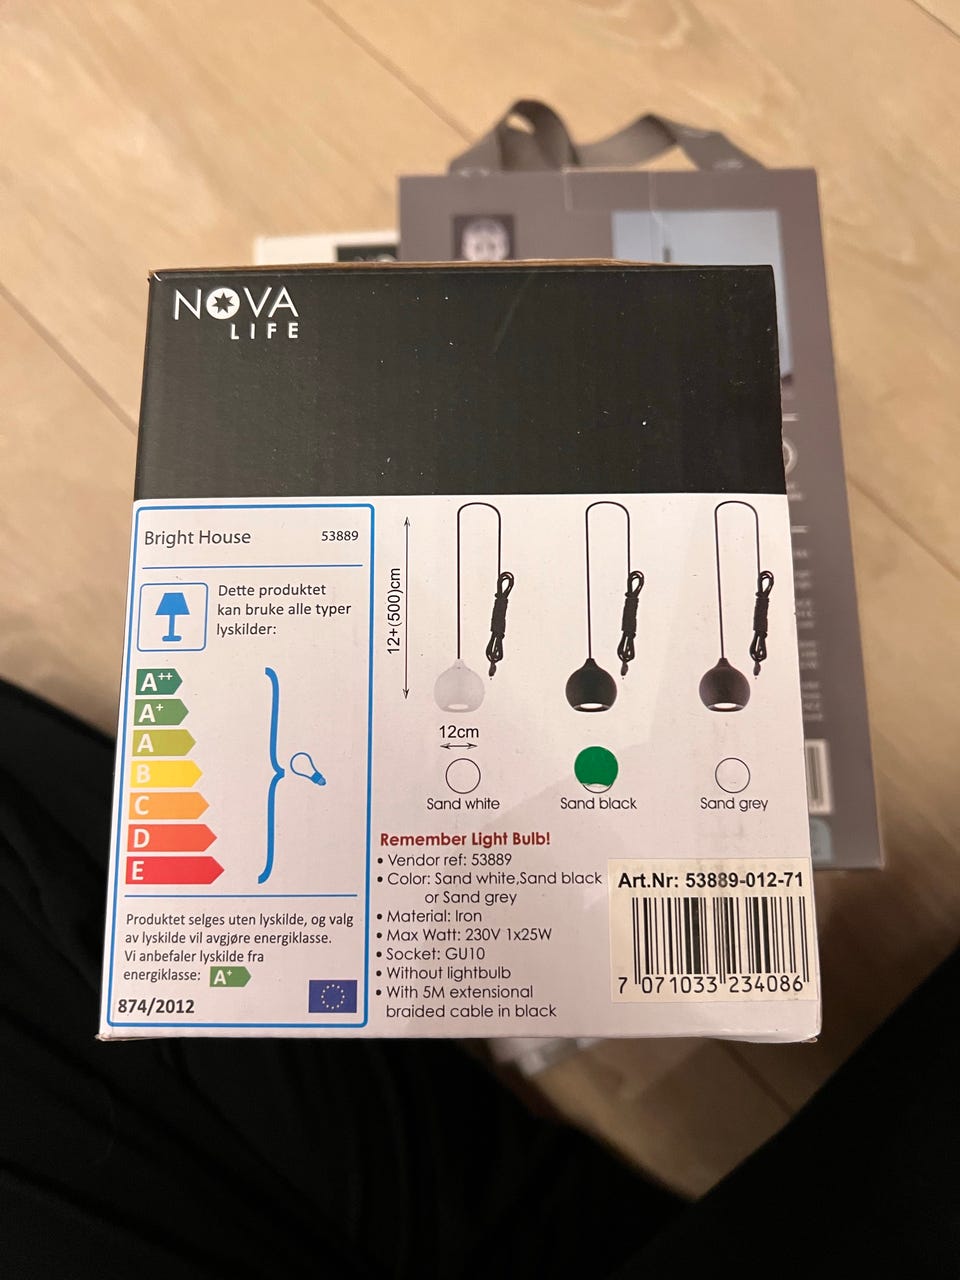 NOVA
LIFE
Bright House 53889
Dette produktet
kan bruke alle typer
lyskilder:
A++
A+
A
B
C
D
E
Produktet selges uten lyskilde, og valg
av lyskilde vil avgjøre energiklasse.
Vi anbefaler lyskilde fra
energiklasse: A+
874/2012
12+(500)cm
12cm
Sand white
Sand black
Sand grey
Remember Light Bulb!
• Vendor ref: 53889
• Color: Sand white,Sand black
or Sand grey
• Material: Iron
• Max Watt: 230V 1x25W
• Socket: GU10
• Without lightbulb
• With 5M extensional
braided cable in black
Art.Nr: 53889-012-71
7 071033 234086